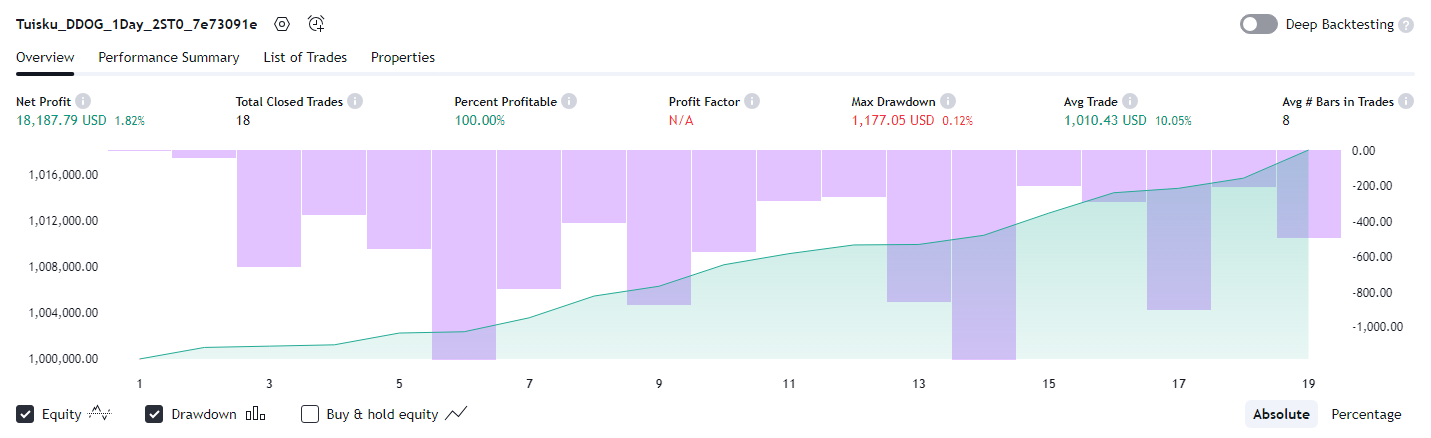 Tuisku_DDOG_1Day_2ST0_7e73091e Deep Backtesting ?
Overview Performance Summary List of Trades Properties
Net Profit Total Closed Trades Percent Profitable Profit Factor Max Drawdown Avg Trade Avg # Bars in Trades
18,187.79 USD 1.82% 18 100.00% N/A 1,177.05 USD 0.12% 1,010.43 USD 10.05% 8
0.00
1,016,000.00
-200.00
1,012,000.00 -400.00
-600.00
1,008,000.00
-800.00
1,004,000.00
-1,000.00
1,000,000.00
1 3 5 7 9 11 13 15 17 19
Equity Drawdown Buy & hold equity Absolute Percentage